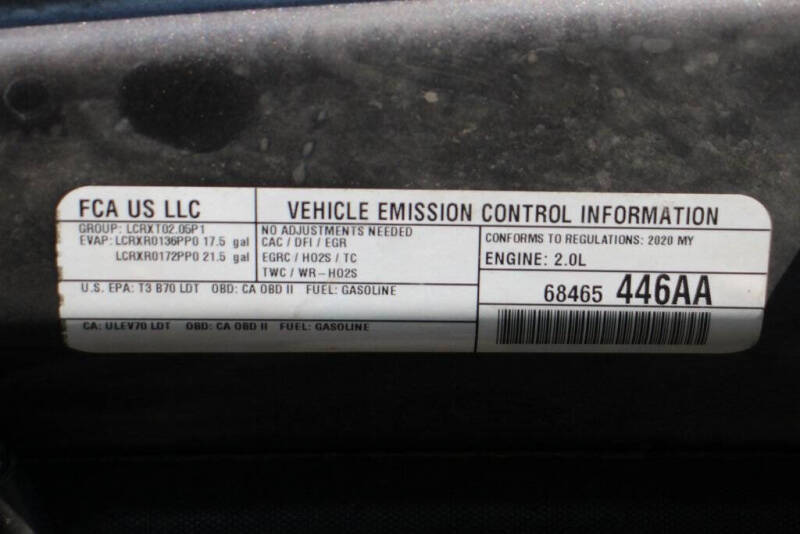 FCA US LLC
VEHICLE EMISSION CONTROL INFORMATION
GROUP: LCRXT02.05P1
EVAP: LCRXR0136PP0 17.5 gal
LCRXR0172PP0 21.5 gal
NO ADJUSTMENTS NEEDED
CAC / DFI / EGR
EGRC / HO2S / TC
TWC / WR-HO2S
CONFORMS TO REGULATIONS: 2020 MY
ENGINE: 2.0L
U.S. EPA: T3 B70 LDT OBD: CA OBD II FUEL: GASOLINE
68465 446AA
CA: ULEV70 LDT OBD: CA OBD II FUEL: GASOLINE